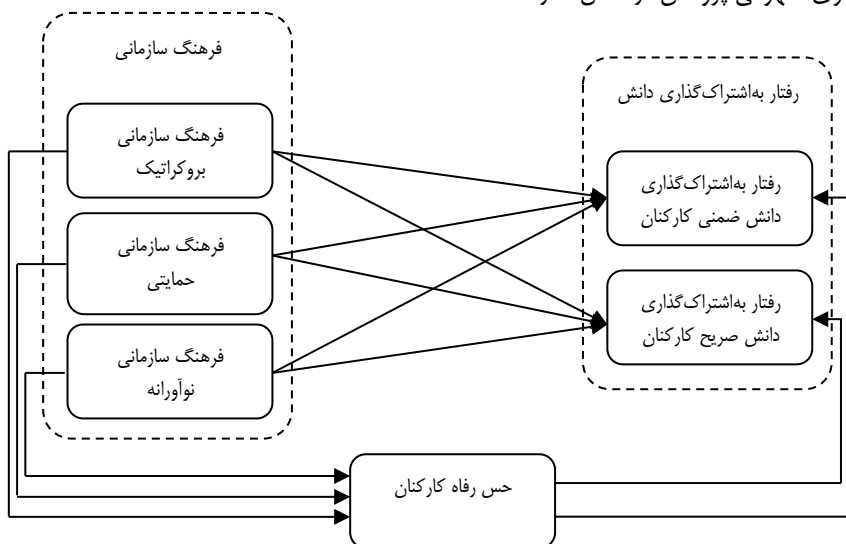 فرهنگ سازمانی
فرهنگ سازمانی
بروکراتیک
فرهنگ سازمانی
حمایتی
فرهنگ سازمانی
نوآورانه
رفتار به‌اشتراک‌گذاری دانش
رفتار به‌اشتراک‌گذاری
دانش ضمنی کارکنان
رفتار به‌اشتراک‌گذاری
دانش صریح کارکنان
حس رفاه کارکنان